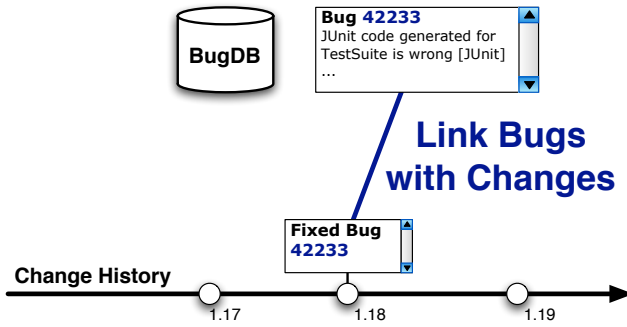 BugDB
Bug 42233
JUnit code generated for
TestSuite is wrong [JUnit]
...
Link Bugs
with Changes
Fixed Bug
42233
Change History
1.17
1.18
1.19